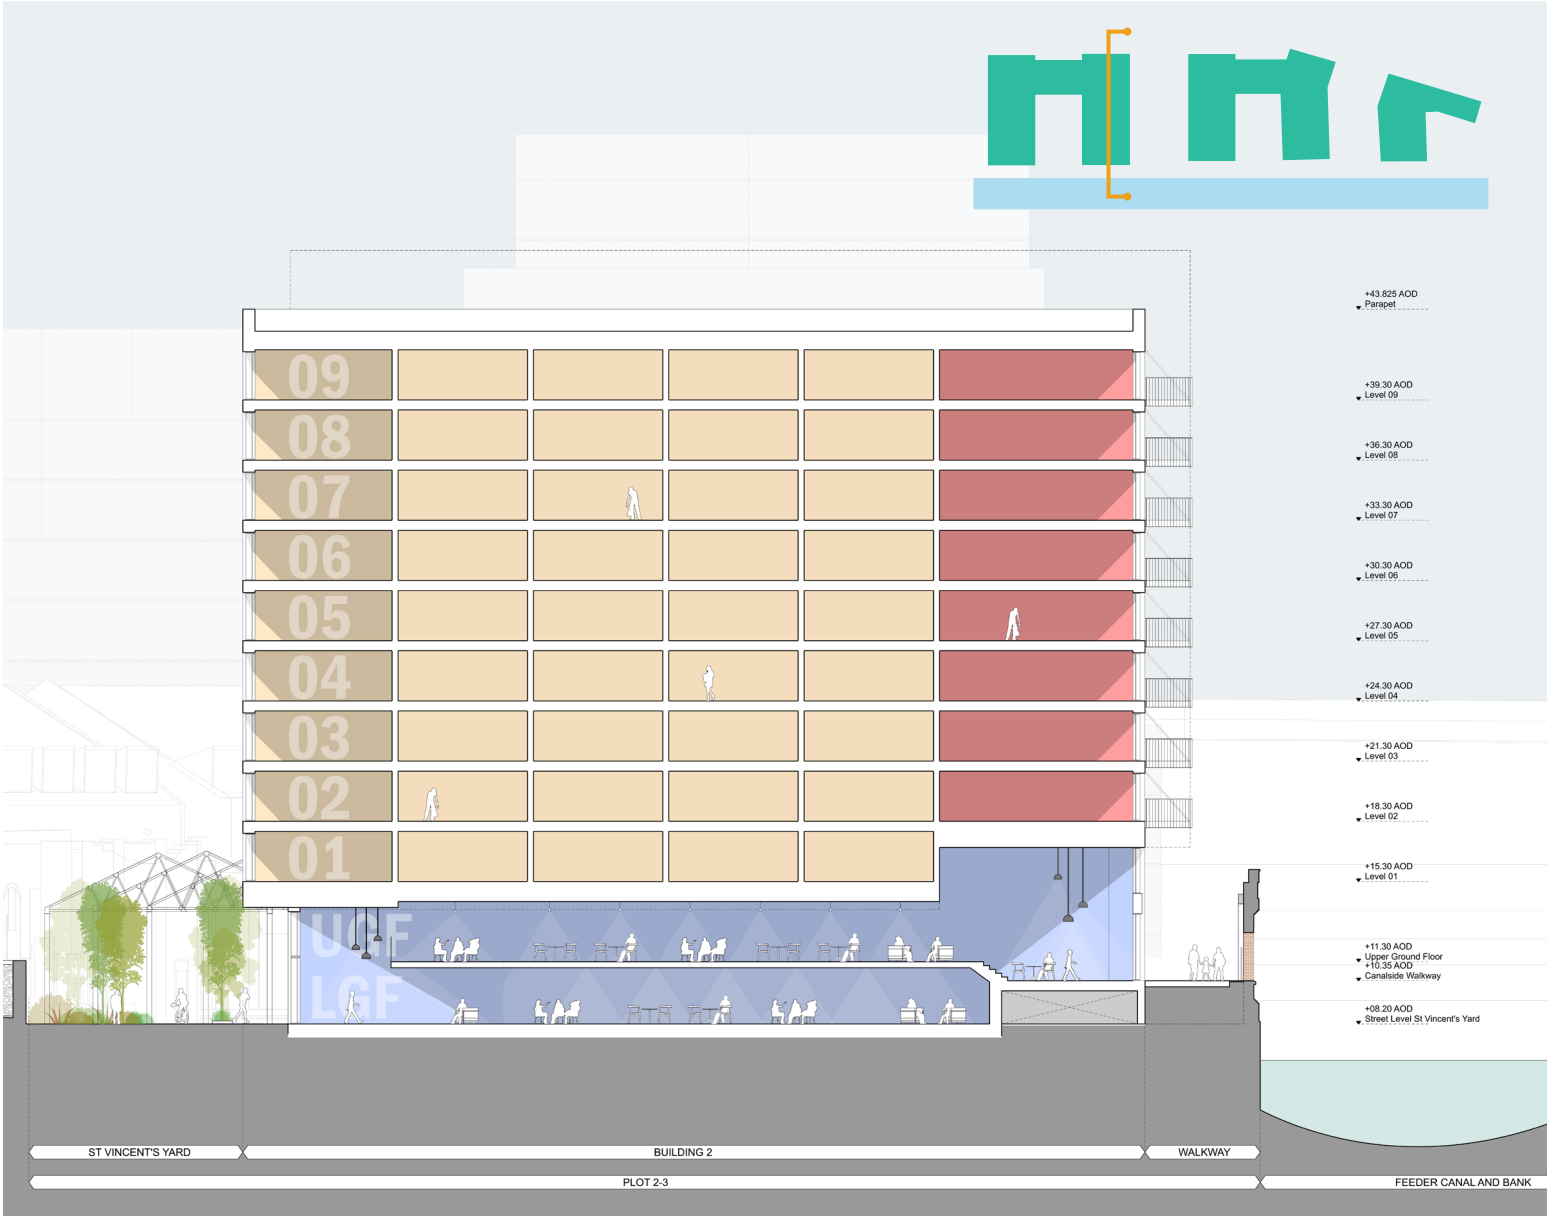 +43.825 AOD
Parapet
09
+39.30 AOD
Level 09
08
+36.30 AOD
Level 08
07
+33.30 AOD
Level 07
06
+30.30 AOD
Level 06
05
+27.30 AOD
Level 05
04
+24.30 AOD
Level 04
03
+21.30 AOD
Level 03
02
+18.30 AOD
Level 02
01
+15.30 AOD
Level 01
UGF
+11.30 AOD
Upper Ground Floor
+10.35 AOD
Canalside Walkway
LGF
+08.20 AOD
Street Level St Vincent's Yard
ST VINCENT'S YARD
BUILDING 2
WALKWAY
PLOT 2-3
FEEDER CANAL AND BANK